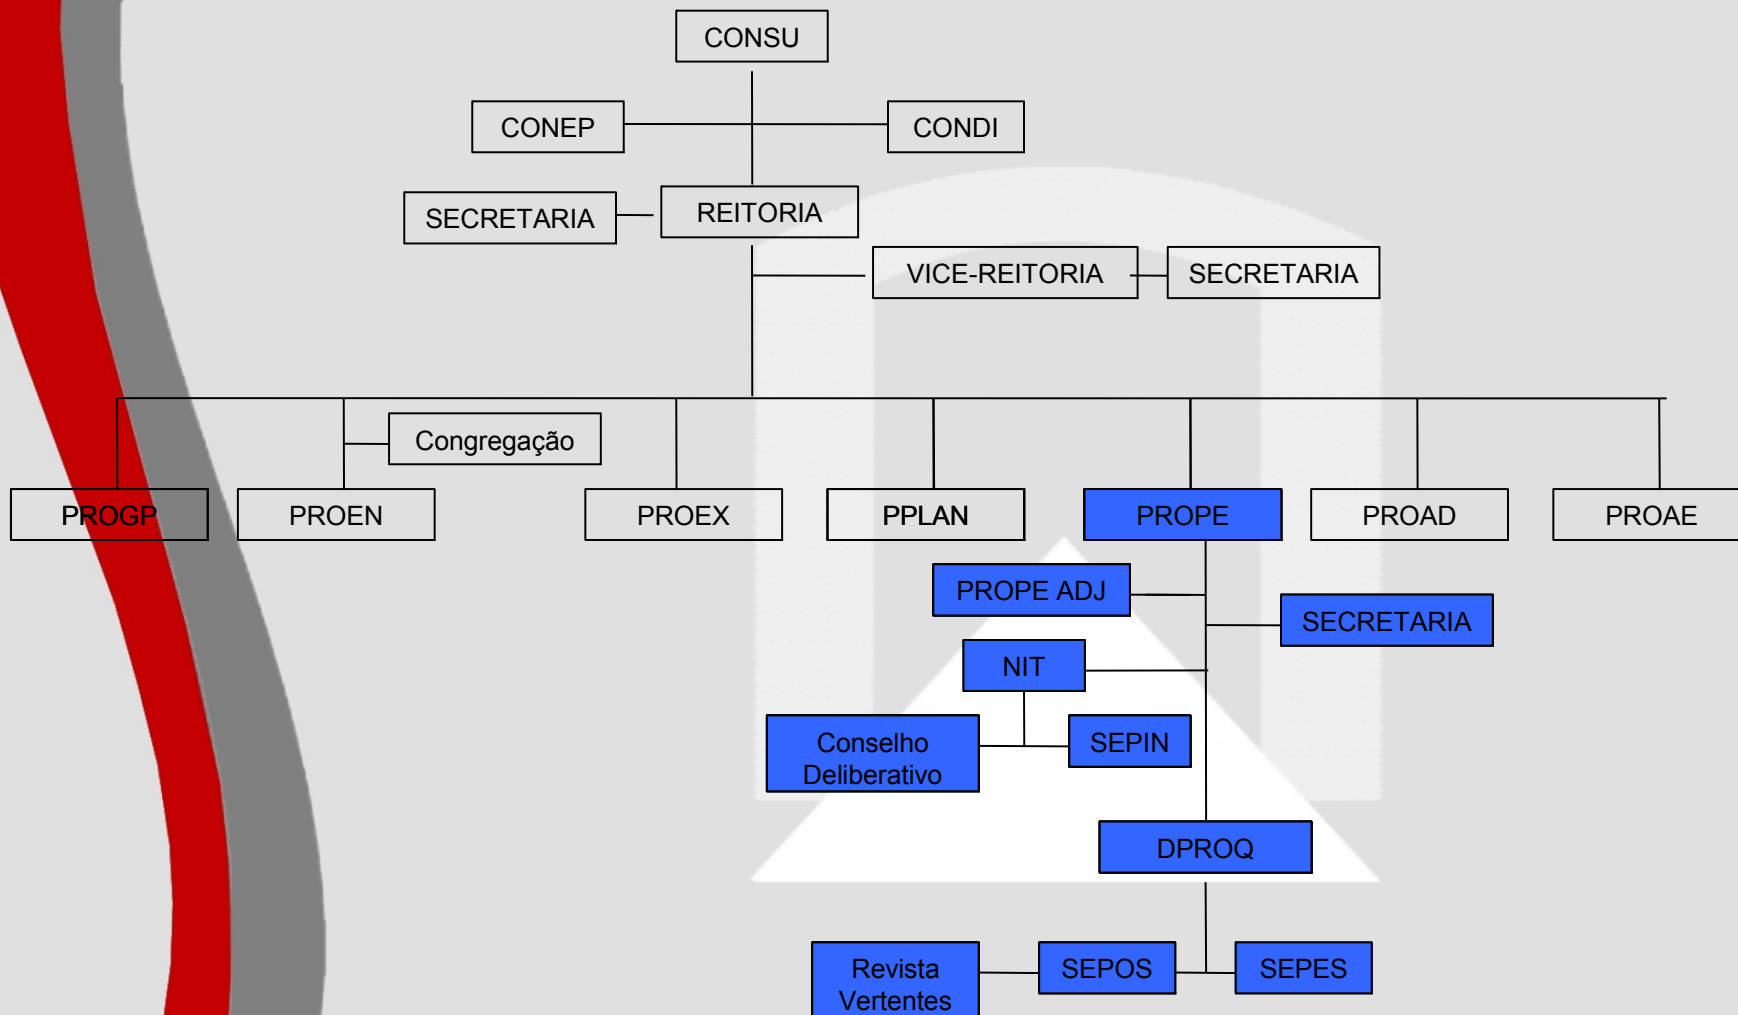 CONSU
CONEP
CONDI
SECRETARIA
REITORIA
VICE-REITORIA
SECRETARIA
Congregação
PROGP
PROEN
PROEX
PPLAN
PROPE
PROAD
PROAE
PROPE ADJ
SECRETARIA
NIT
Conselho
Deliberativo
SEPIN
DPROQ
Revista
Vertentes
SEPOS
SEPES